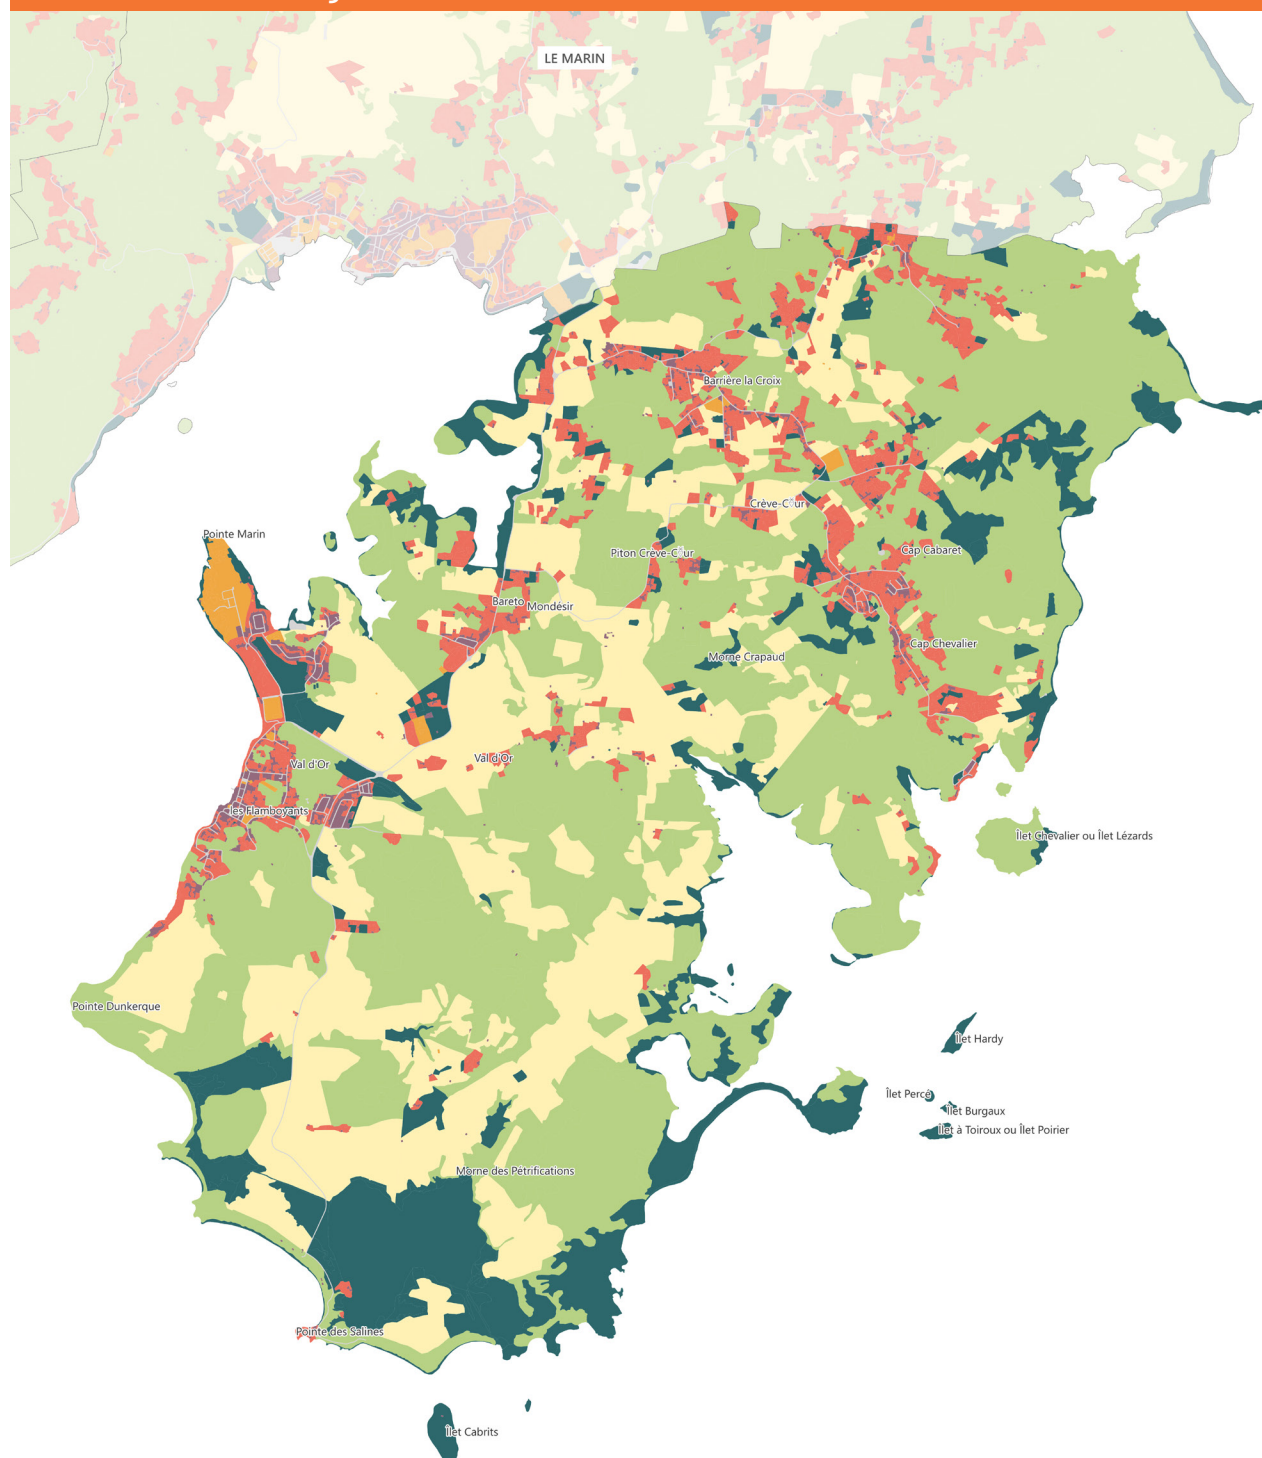 LE MARIN
Barrière la Croix
Crève-C ur
Pointe Marin
Piton Crève-C ur
Cap Cabaret
Bareto
Mondésir
Cap Chevalier
Morne Crapaud
Val d'Or
Val d'Or
les Flamboyants
Îlet Chevalier ou Îlet Lézards
Pointe Dunkerque
Îlet Hardy
Îlet Percé
Îlet Burgaux
Îlet à Toiroux ou Îlet Poirier
Morne des Pétrifications
Pointe des Salines
Îlet Cabrits